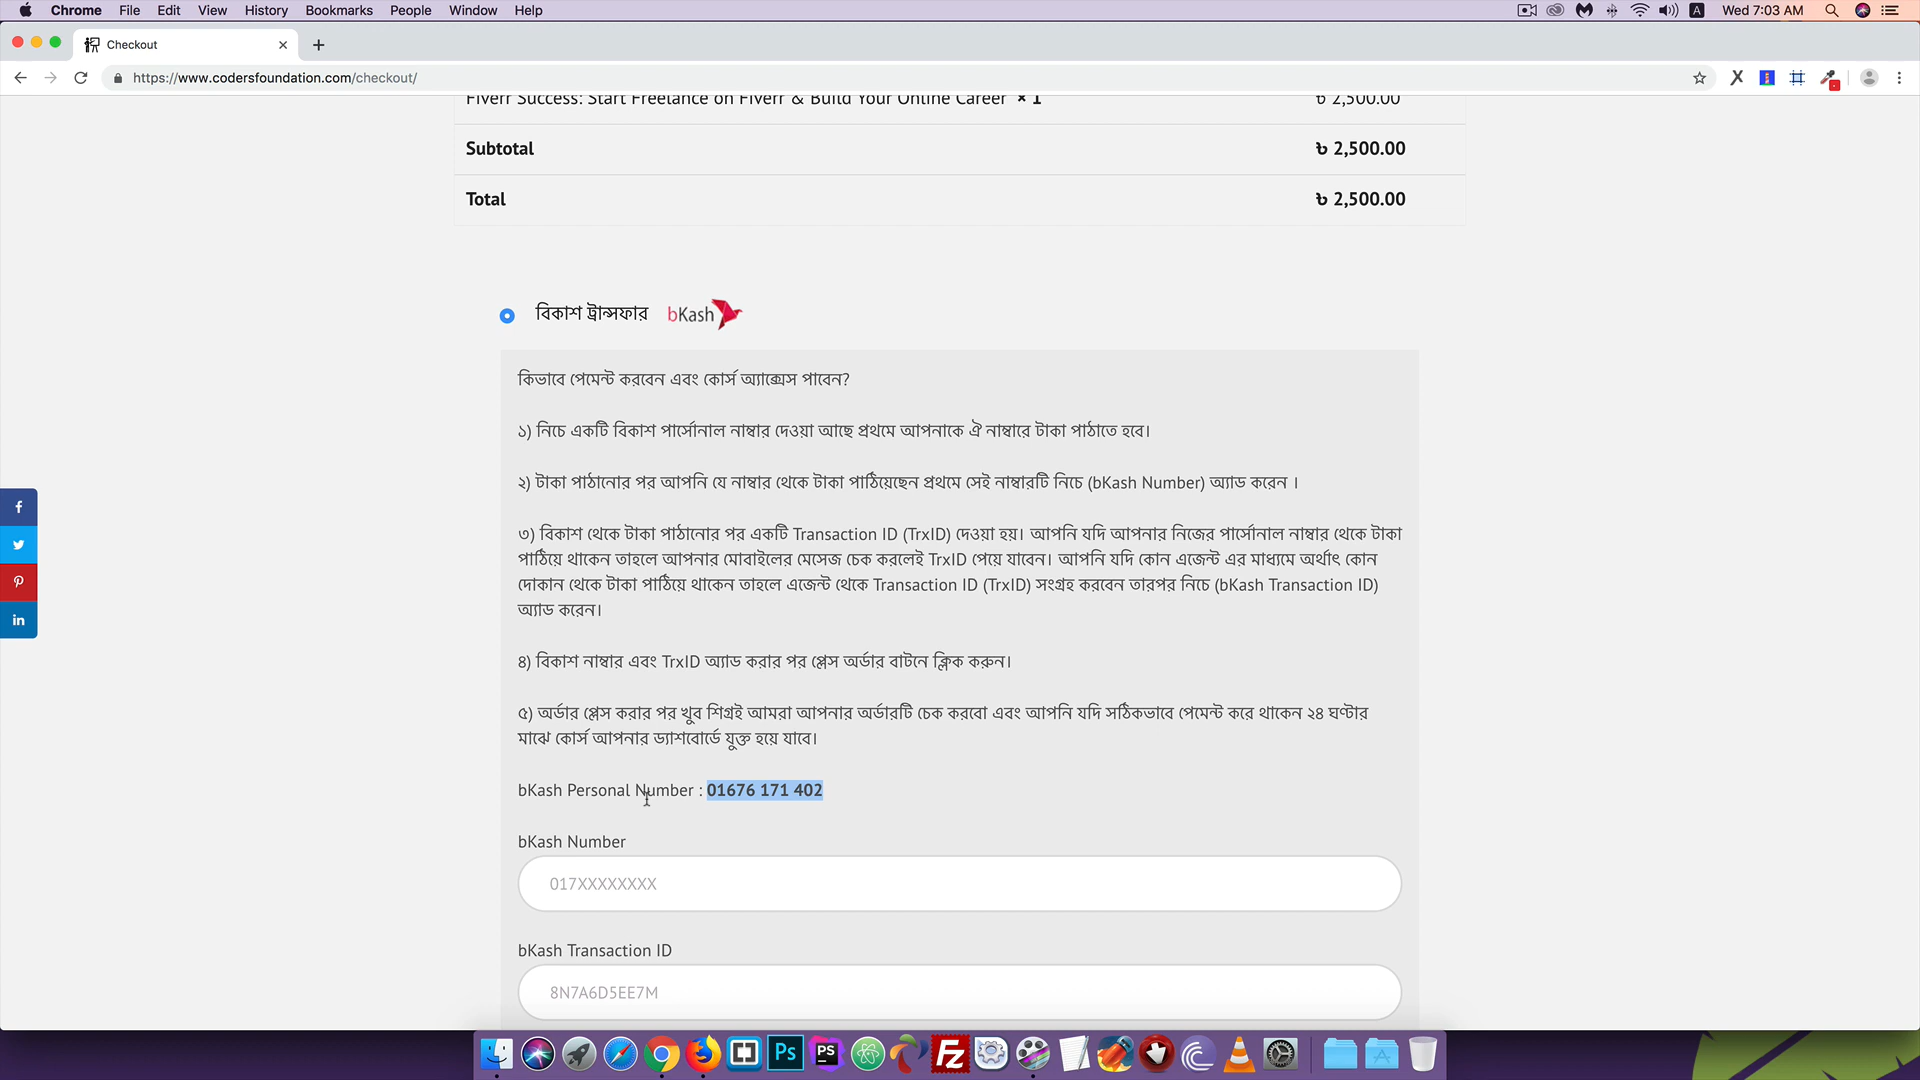 Chrome File Edit View History Bookmarks People Window Help
A Wed 7:03 AM
Checkout
https://www.codersfoundation.com/checkout/
Fiverr Success: Start Freelance on Fiverr & Build Your Online Career × 1 ৳ 2,500.00
Subtotal ৳ 2,500.00
Total ৳ 2,500.00
বিকাশ ট্রান্সফার bKash
কিভাবে পেমেন্ট করবেন এবং কোর্স অ্যাক্সেস পাবেন?
১) নিচে একটি বিকাশ পার্সোনাল নাম্বার দেওয়া আছে প্রথমে আপনাকে ঐ নাম্বারে টাকা পাঠাতে হবে।
২) টাকা পাঠানোর পর আপনি যে নাম্বার থেকে টাকা পাঠিয়েছেন প্রথমে সেই নাম্বারটি নিচে (bKash Number) অ্যাড করেন ।
৩) বিকাশ থেকে টাকা পাঠানোর পর একটি Transaction ID (TrxID) দেওয়া হয়। আপনি যদি আপনার নিজের পার্সোনাল নাম্বার থেকে টাকা
পাঠিয়ে থাকেন তাহলে আপনার মোবাইলের মেসেজ চেক করলেই TrxID পেয়ে যাবেন। আপনি যদি কোন এজেন্ট এর মাধ্যমে অর্থাৎ কোন
দোকান থেকে টাকা পাঠিয়ে থাকেন তাহলে এজেন্ট থেকে Transaction ID (TrxID) সংগ্রহ করবেন তারপর নিচে (bKash Transaction ID)
অ্যাড করেন।
৪) বিকাশ নাম্বার এবং TrxID অ্যাড করার পর প্লেস অর্ডার বাটনে ক্লিক করুন।
৫) অর্ডার প্লেস করার পর খুব শিগ্রই আমরা আপনার অর্ডারটি চেক করবো এবং আপনি যদি সঠিকভাবে পেমেন্ট করে থাকেন ২৪ ঘণ্টার
মাঝে কোর্স আপনার ড্যাশবোর্ডে যুক্ত হয়ে যাবে।
bKash Personal Number : 01676 171 402
bKash Number
017XXXXXXXX
bKash Transaction ID
8N7A6D5EE7M
Ps PS Fz